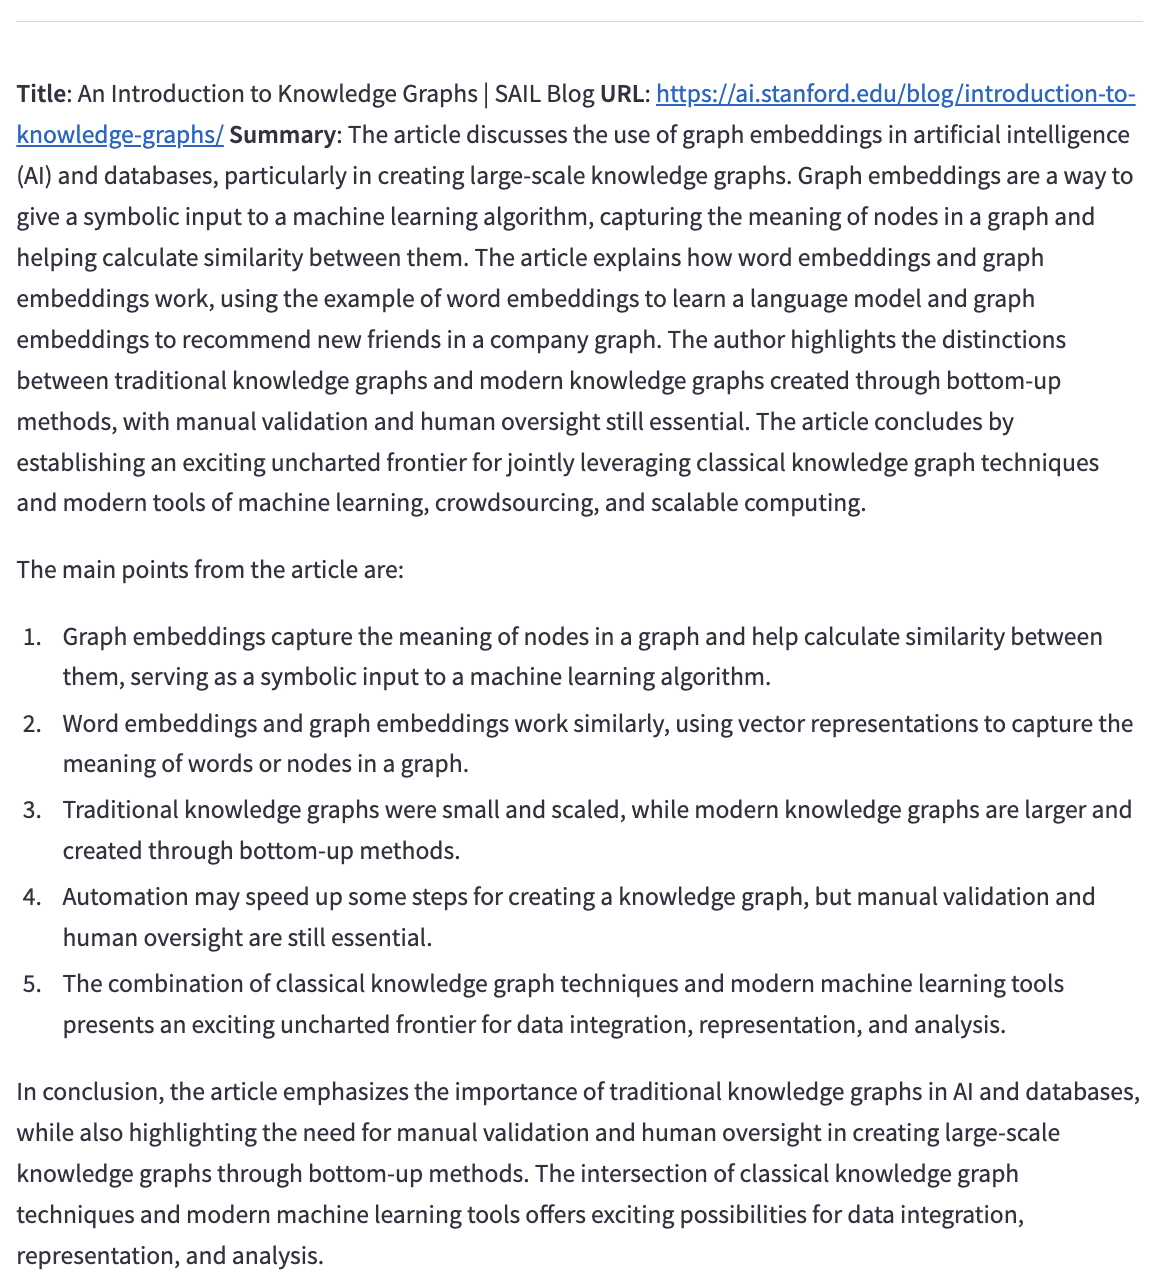 Title: An Introduction to Knowledge Graphs | SAIL Blog URL: https://ai.stanford.edu/blog/introduction-to-
knowledge-graphs/ Summary: The article discusses the use of graph embeddings in artificial intelligence
(AI) and databases, particularly in creating large-scale knowledge graphs. Graph embeddings are a way to
give a symbolic input to a machine learning algorithm, capturing the meaning of nodes in a graph and
helping calculate similarity between them. The article explains how word embeddings and graph
embeddings work, using the example of word embeddings to learn a language model and graph
embeddings to recommend new friends in a company graph. The author highlights the distinctions
between traditional knowledge graphs and modern knowledge graphs created through bottom-up
methods, with manual validation and human oversight still essential. The article concludes by
establishing an exciting uncharted frontier for jointly leveraging classical knowledge graph techniques
and modern tools of machine learning, crowdsourcing, and scalable computing.
The main points from the article are:
1. Graph embeddings capture the meaning of nodes in a graph and help calculate similarity between
them, serving as a symbolic input to a machine learning algorithm.
2. Word embeddings and graph embeddings work similarly, using vector representations to capture the
meaning of words or nodes in a graph.
3. Traditional knowledge graphs were small and scaled, while modern knowledge graphs are larger and
created through bottom-up methods.
4. Automation may speed up some steps for creating a knowledge graph, but manual validation and
human oversight are still essential.
5. The combination of classical knowledge graph techniques and modern machine learning tools
presents an exciting uncharted frontier for data integration, representation, and analysis.
In conclusion, the article emphasizes the importance of traditional knowledge graphs in AI and databases,
while also highlighting the need for manual validation and human oversight in creating large-scale
knowledge graphs through bottom-up methods. The intersection of classical knowledge graph
techniques and modern machine learning tools offers exciting possibilities for data integration,
representation, and analysis.